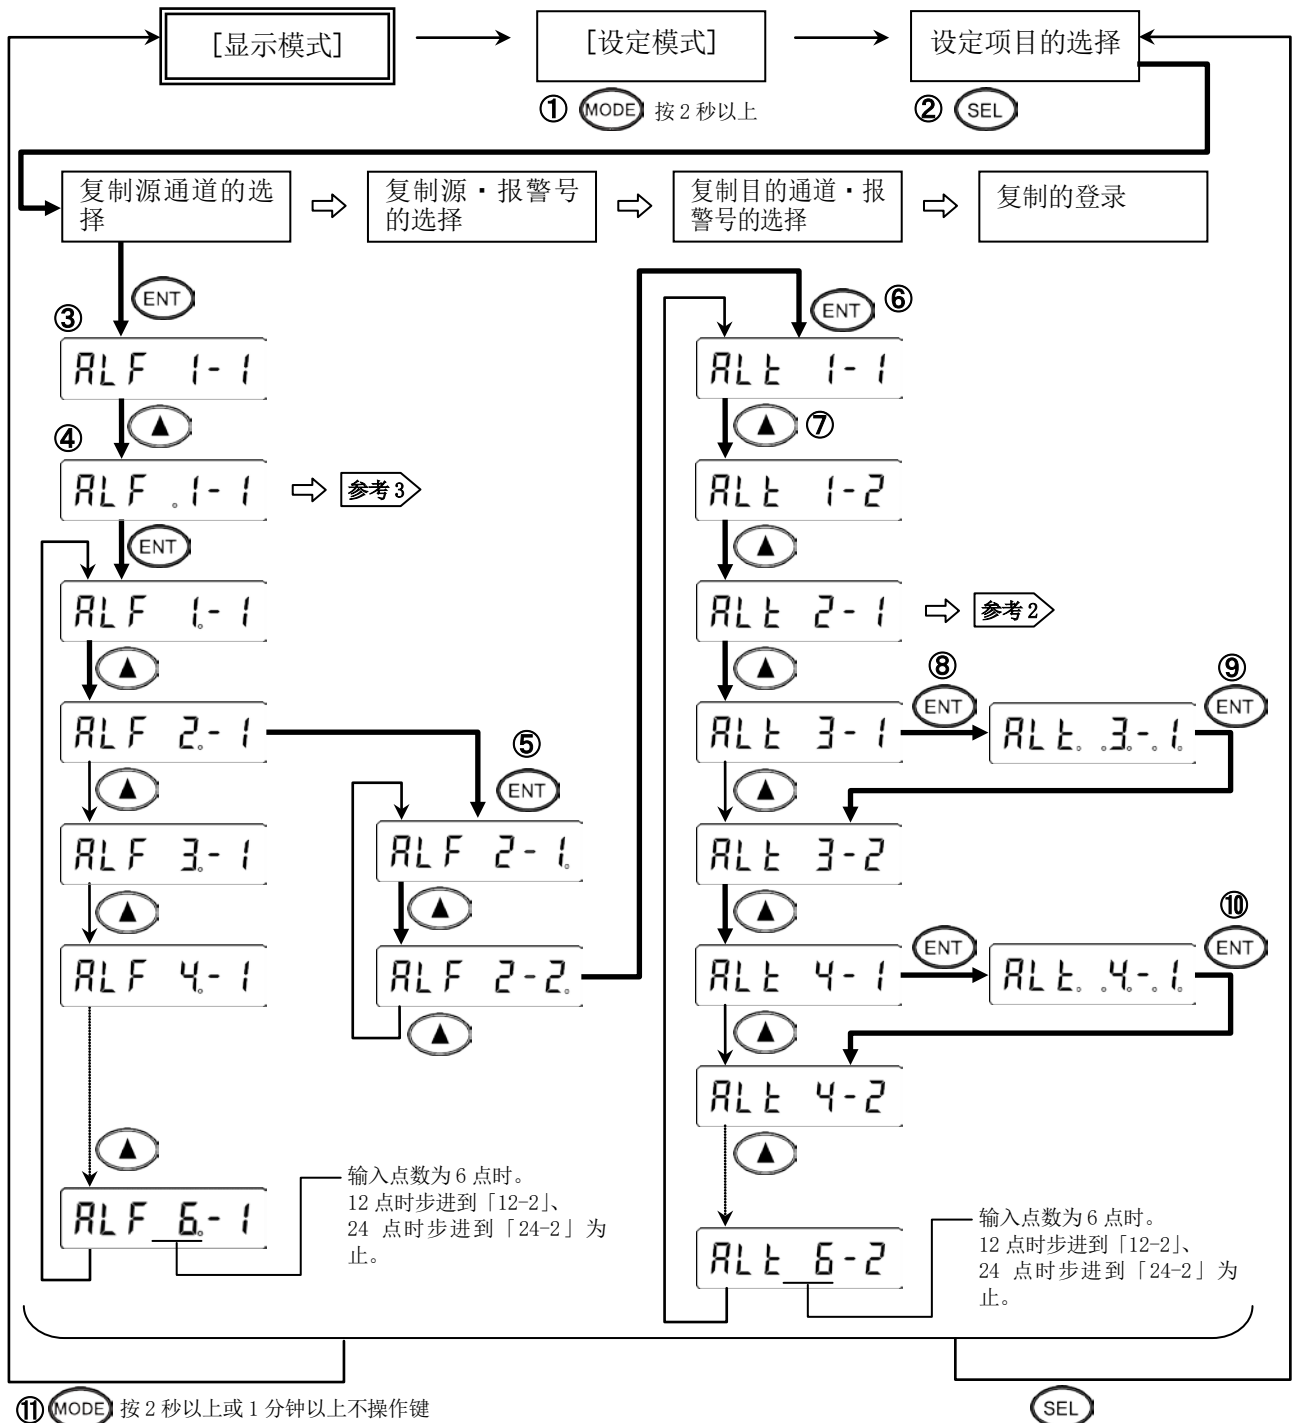 [显示模式]
[设定模式]
设定项目的选择
① MODE 按2秒以上
② SEL
复制源通道的选
择
复制源・报警号
的选择
复制目的通道・报
警号的选择
复制的登录
ENT
③
ALF 1-1
▲
④
ALF .1-1
参考3
ENT
ALF 1.-1
▲
ALF 2.-1
▲
ALF 3.-1
▲
ALF 4.-1
▲
ALF 6.-1
输入点数为6点时。
12点时步进到「12-2」、
24 点时步进到「24-2」为
止。
⑤
ENT
ALF 2-1.
▲
ALF 2-2.
▲
ENT ⑥
ALt 1-1
▲ ⑦
ALt 1-2
▲
ALt 2-1
参考2
▲
ALt 3-1
⑧
ENT
ALt. .3.-.1.
⑨
ENT
▲
ALt 3-2
▲
ALt 4-1
ENT
ALt. .4.-.1.
⑩
ENT
▲
ALt 4-2
▲
ALt 6-2
输入点数为6点时。
12点时步进到「12-2」、
24 点时步进到「24-2」为
止。
⑪ MODE 按2秒以上或1分钟以上不操作键
SEL